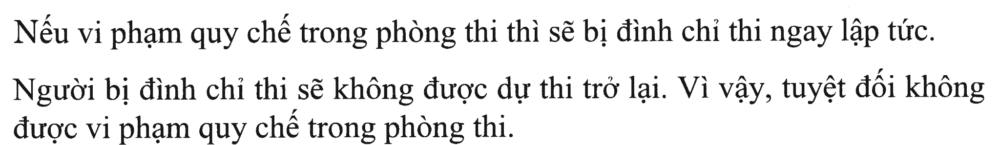 Nếu vi phạm quy chế trong phòng thi thì sẽ bị đình chỉ thi ngay lập tức.
Người bị đình chỉ thi sẽ không được dự thi trở lại. Vì vậy, tuyệt đối không
được vi phạm quy chế trong phòng thi.